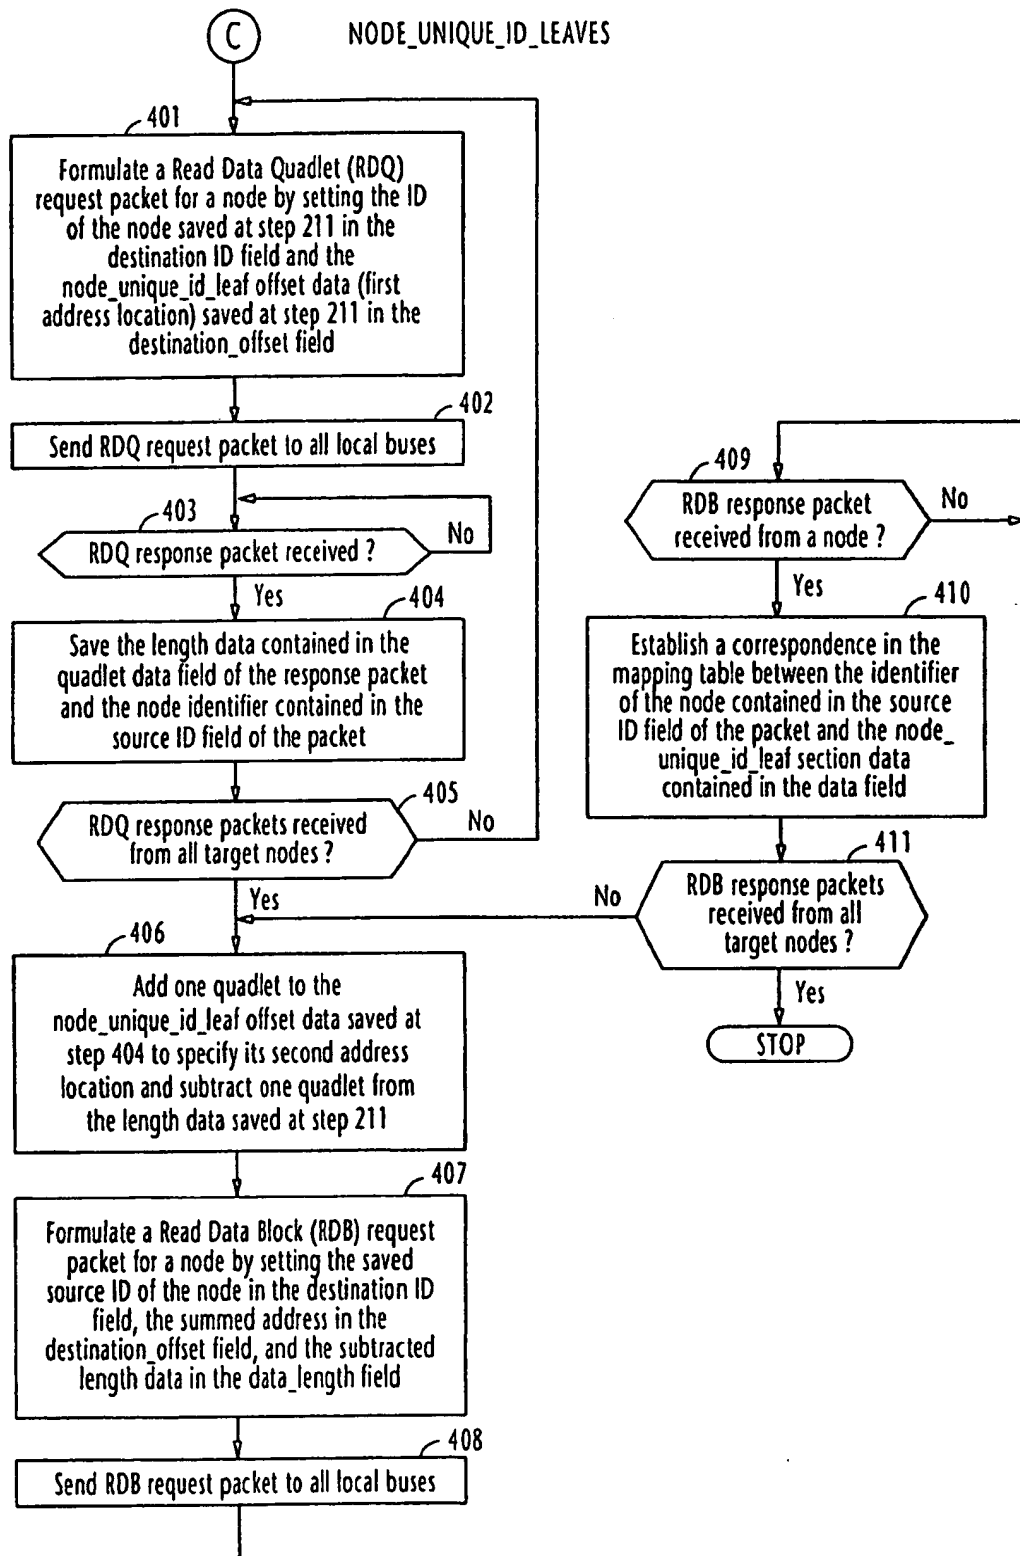 C
NODE_UNIQUE_ID_LEAVES
401
Formulate a Read Data Quadlet (RDQ)
request packet for a node by setting the ID
of the node saved at step 211 in the
destination ID field and the
node_unique_id_leaf offset data (first
address location) saved at step 211 in the
destination_offset field
402
Send RDQ request packet to all local buses
403
RDQ response packet received ?
No
Yes
404
Save the length data contained in the
quadlet data field of the response packet
and the node identifier contained in the
source ID field of the packet
405
RDQ response packets received
from all target nodes ?
No
Yes
406
Add one quadlet to the
node_unique_id_leaf offset data saved at
step 404 to specify its second address
location and subtract one quadlet from
the length data saved at step 211
407
Formulate a Read Data Block (RDB) request
packet for a node by setting the saved
source ID of the node in the destination ID
field, the summed address in the
destination_offset field, and the subtracted
length data in the data_length field
408
Send RDB request packet to all local buses
409
RDB response packet
received from a node ?
No
Yes
410
Establish a correspondence in the
mapping table between the identifier
of the node contained in the source
ID field of the packet and the node_
unique_id_leaf section data
contained in the data field
411
RDB response packets
received from all
target nodes ?
No
Yes
STOP